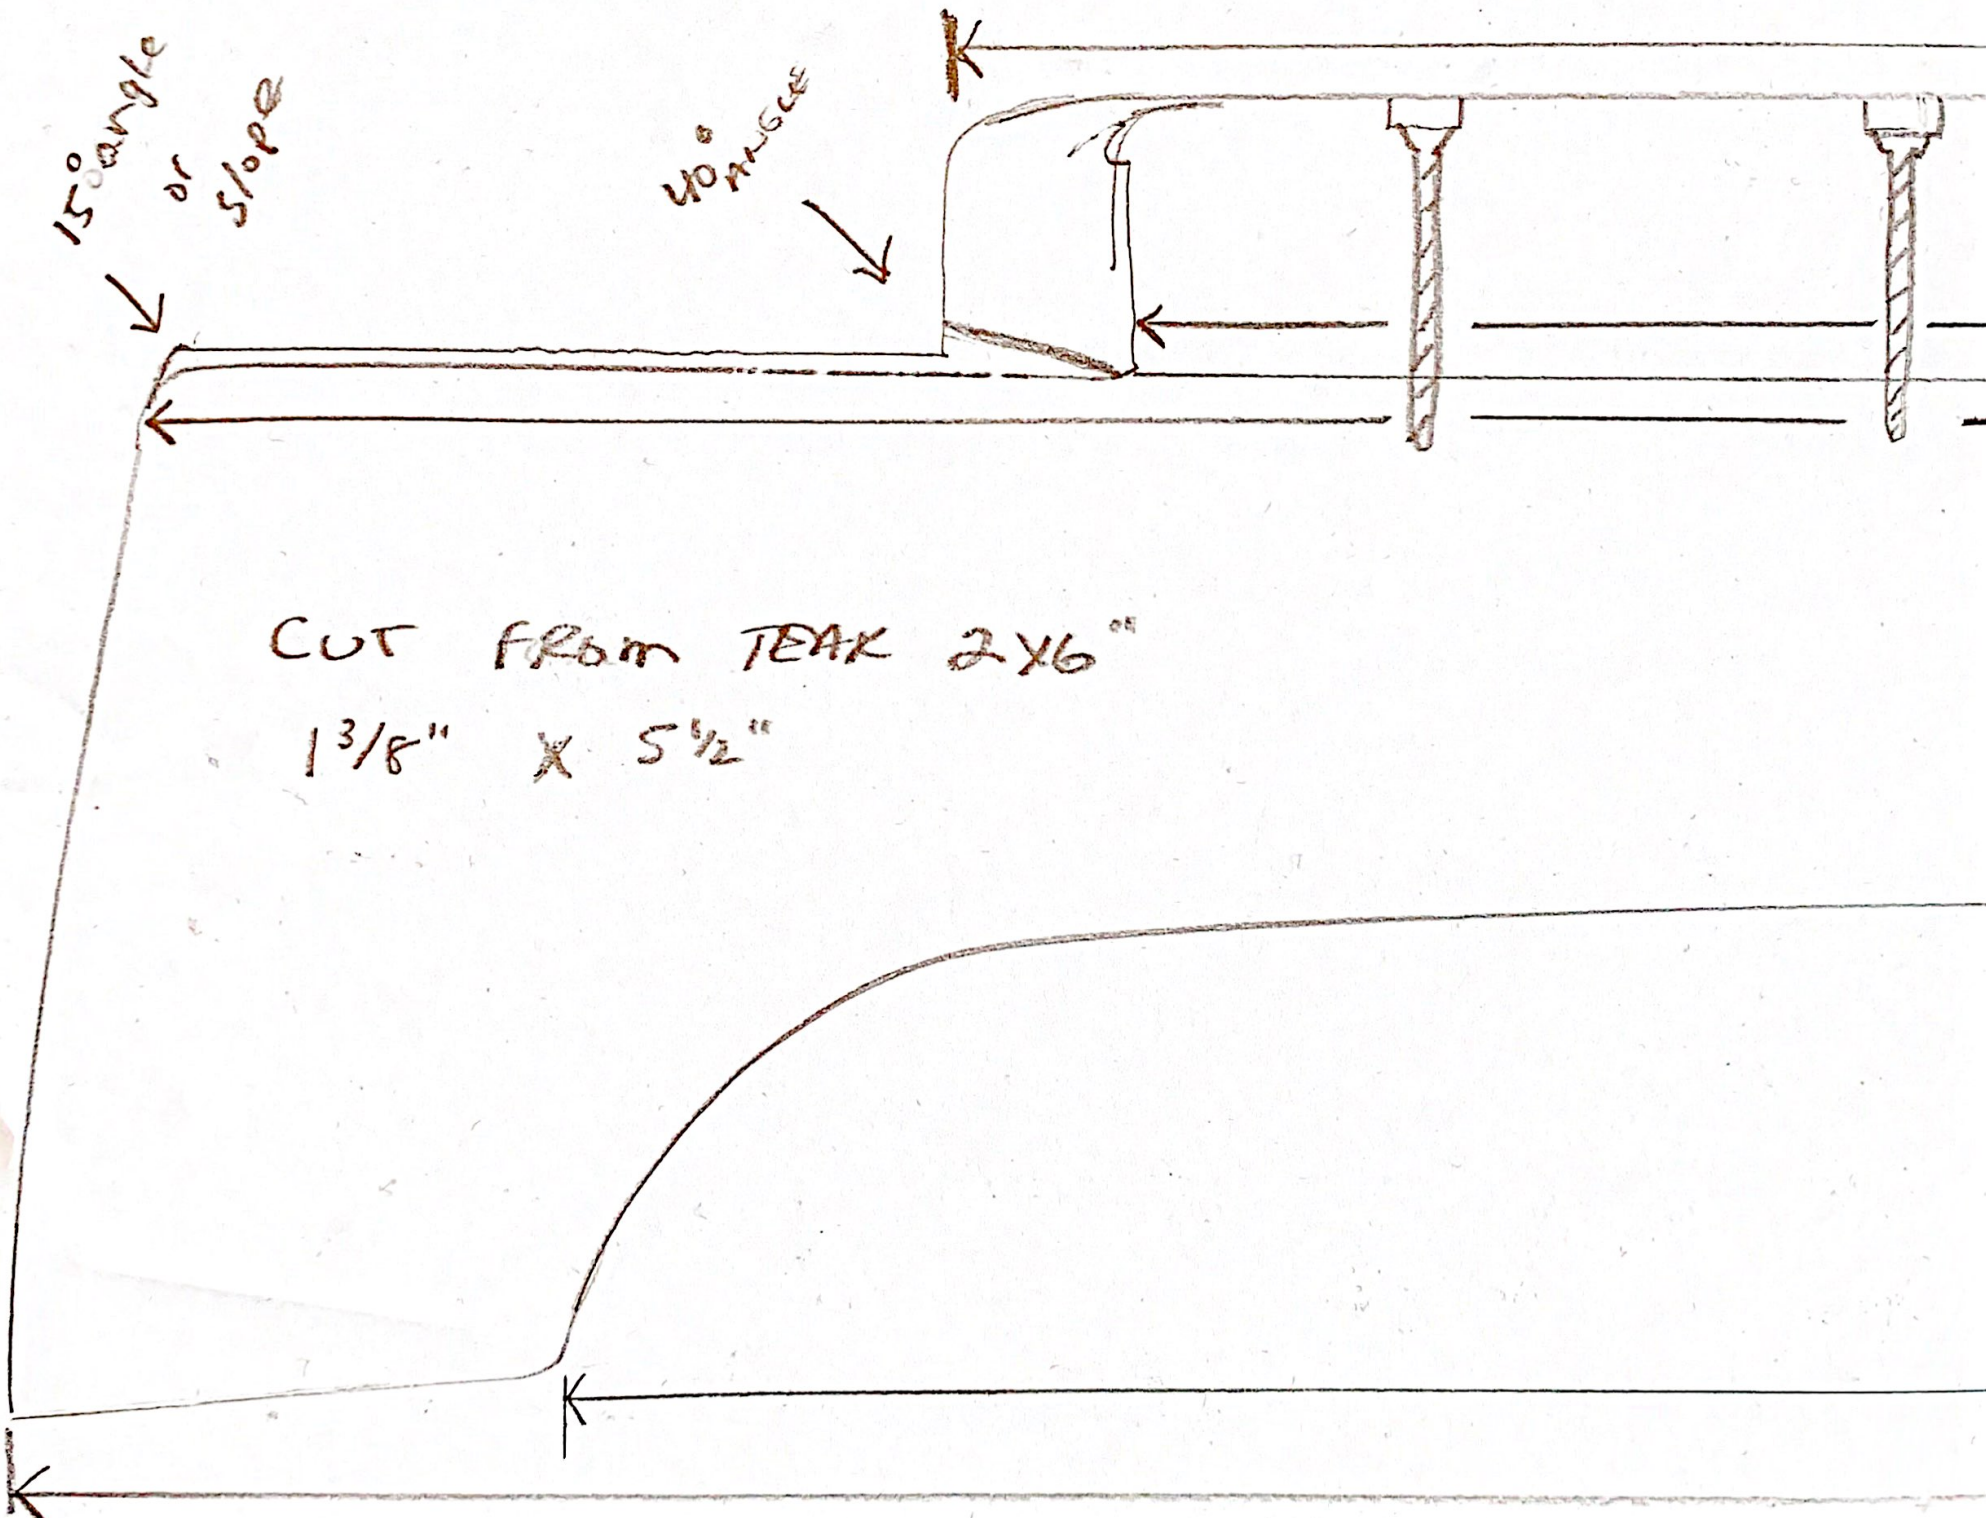 15° angle
or
slope
40° ANGLE
CUT FROM TEAK 2X6"
1 3/8" X 5 1/2"